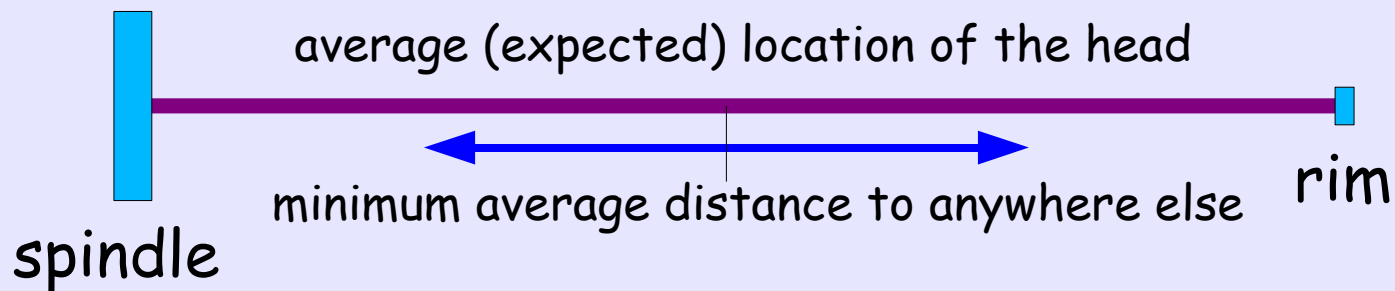 average (expected) location of the head
minimum average distance to anywhere else
rim
spindle